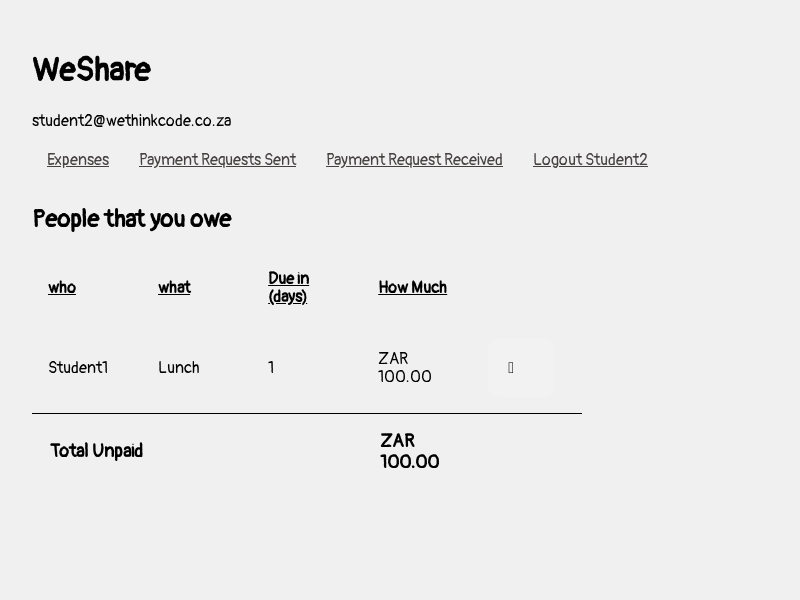 WeShare
student2@wethinkcode.co.za
Expenses Payment Requests Sent Payment Request Received Logout Student2
People that you owe
who what Due in (days) How Much
Student1 Lunch 1 ZAR 100.00
Total Unpaid ZAR 100.00